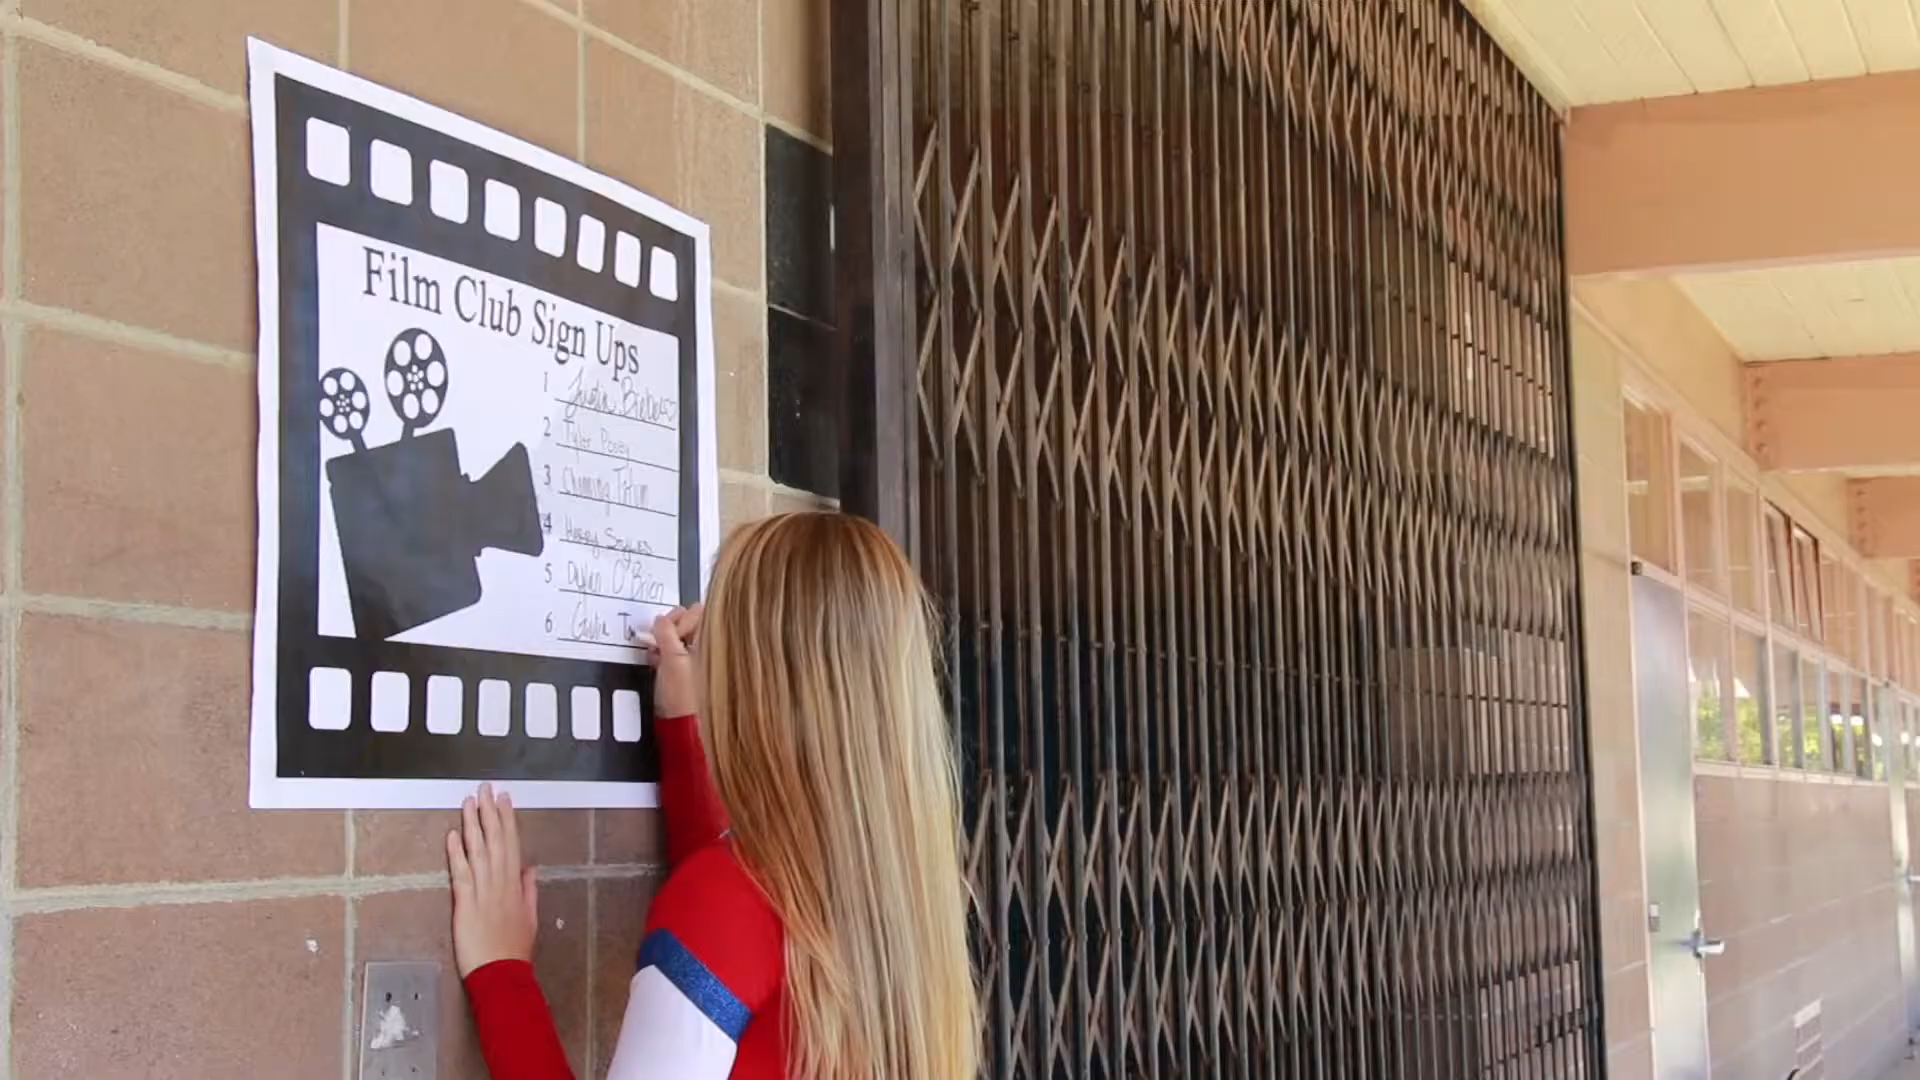 Film Club Sign Ups
1 Justin Bieber♡
2 Tyler Posey
3 Channing Tatum
4 Harry Styles
5 Dylan O'Brien
6